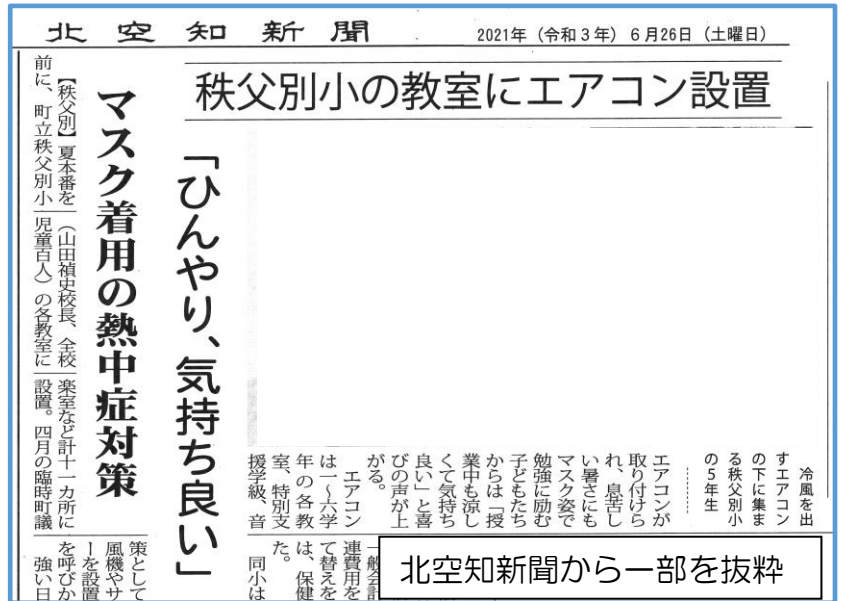 北空知新聞
2021年(令和3年)6月26日(土曜日)
秩父別小の教室にエアコン設置
「ひんやり、気持ち良い」
マスク着用の熱中症対策
【秩父別】夏本番を
前に、町立秩父別小
(山田禎史校長、全校
児童百人)の各教室に
冷風を出
すエアコン
の下に集ま
る秩父別小
の5年生
エアコンが
取り付けら
れ、息苦し
い暑さにも
マスク姿で
勉強に励む
子どもたち
からは「授
業中も涼し
くて気持ち
良い」と喜
びの声が上
がる。
エアコン
は一〜六学
年の各教
室、特別支
援学級、音
楽室など計十一カ所に
設置。四月の臨時町議
連費用を
て替えを
は、保健
た。
同小は
策として
風機やサ
ーを設置
を呼びか
強い日
北空知新聞から一部を抜粋